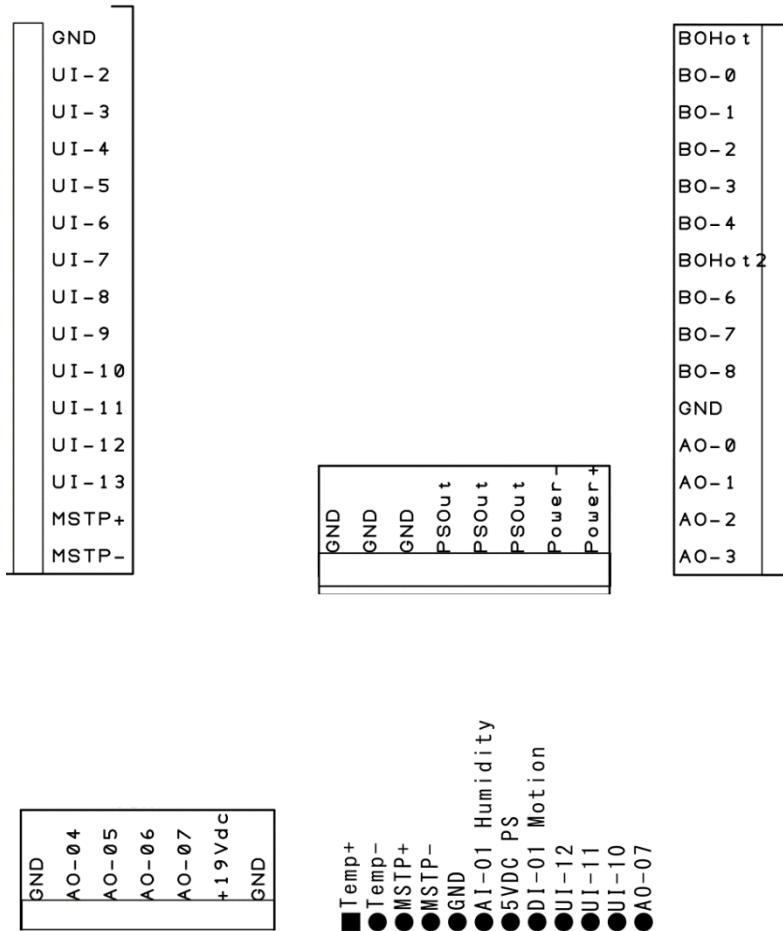 GND
UI-2
UI-3
UI-4
UI-5
UI-6
UI-7
UI-8
UI-9
UI-10
UI-11
UI-12
UI-13
MSTP+
MSTP-
GND
GND
GND
PSOut
PSOut
PSOut
Power-
Power+
BOHot
BO-0
BO-1
BO-2
BO-3
BO-4
BOHot2
BO-6
BO-7
BO-8
GND
AO-0
AO-1
AO-2
AO-3
GND
AO-04
AO-05
AO-06
AO-07
+19Vdc
GND
Temp+
Temp-
MSTP+
MSTP-
GND
AI-01 Humidity
5VDC PS
DI-01 Motion
UI-12
UI-11
UI-10
AO-07